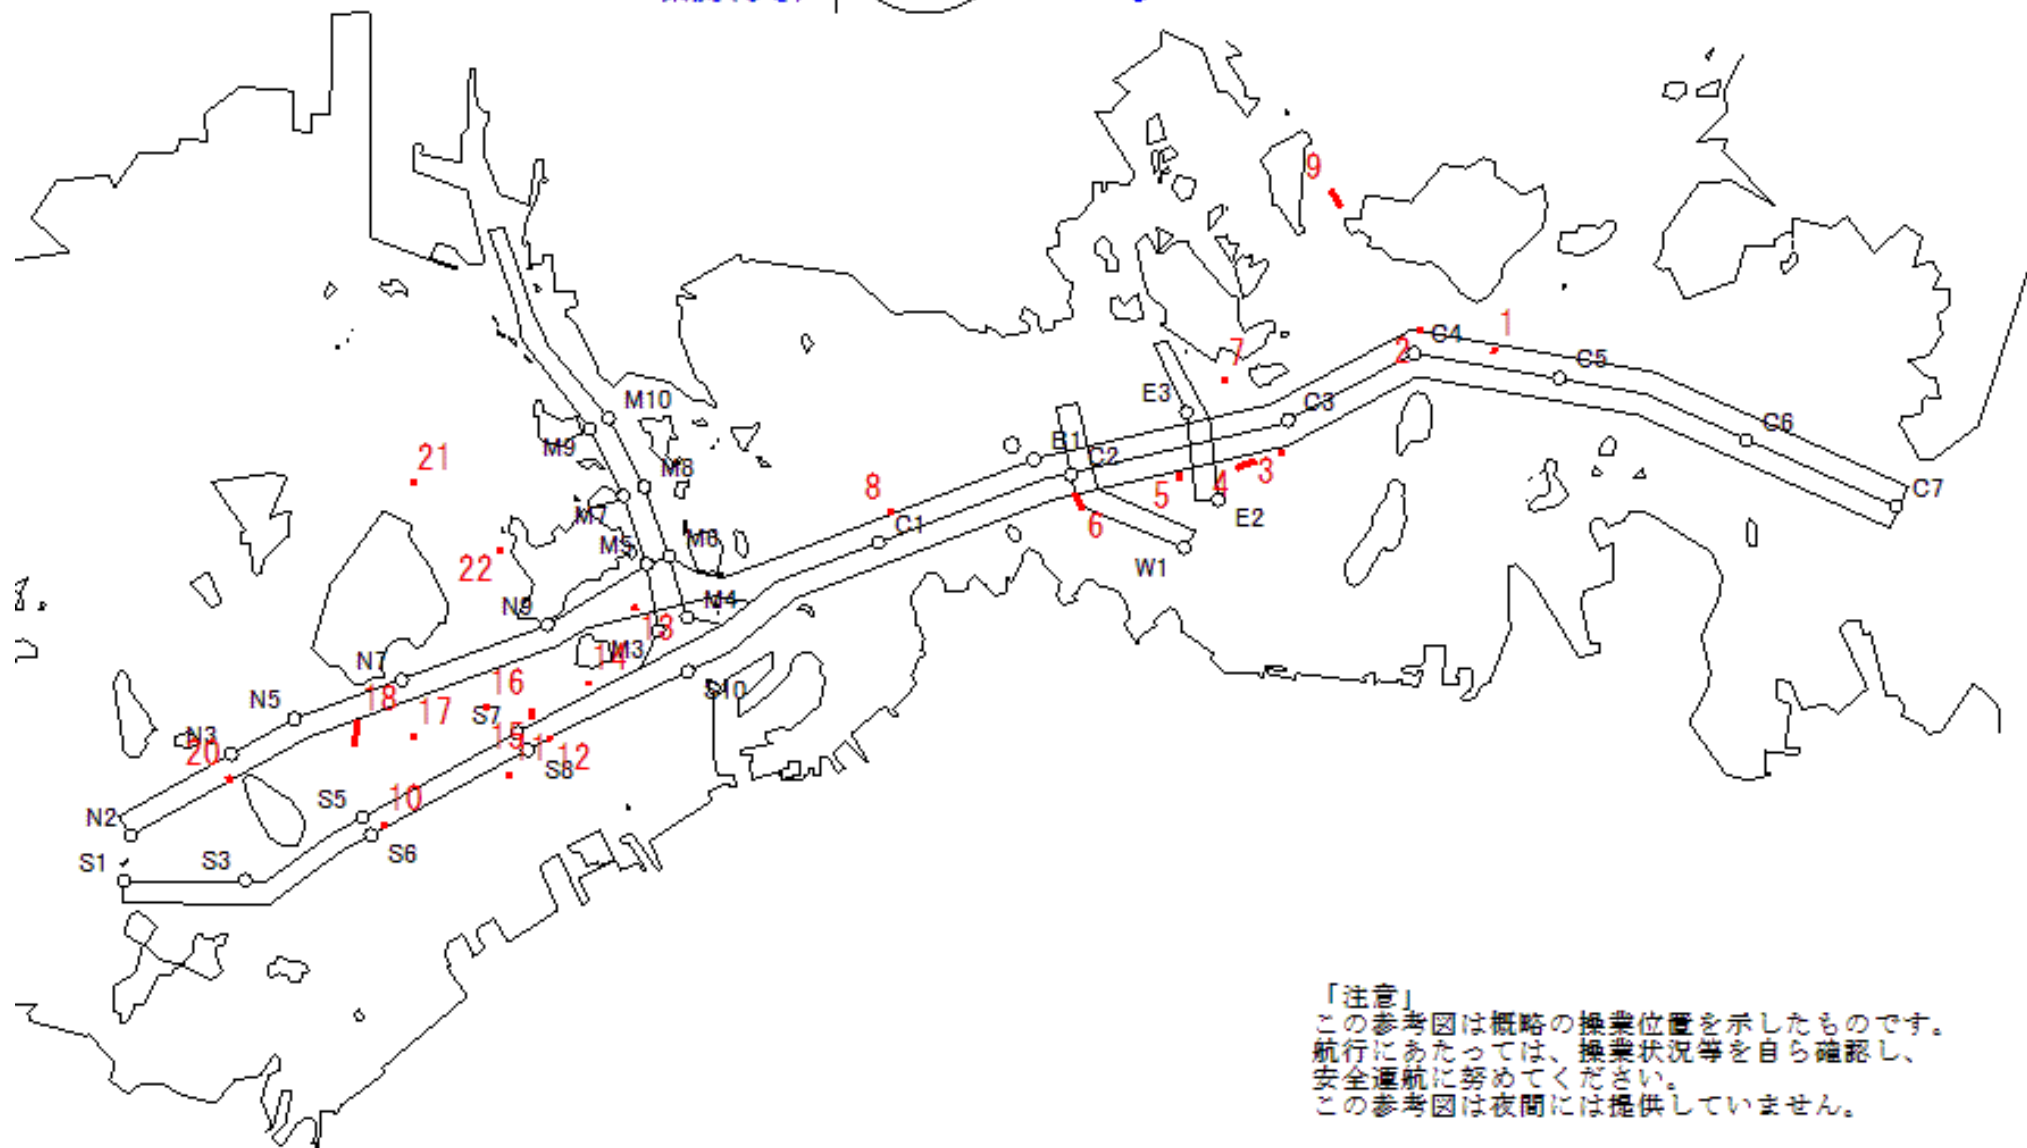 9
1
C4
2
C5
7
E3
C3
M10
C6
M9
B1
21
M8
C2
3
4
5
8
C7
M7
C1
6
E2
M5
M6
22
W1
N9
M4
13
M3
14
N7
16
S10
N5
18
17
S7
N3
20
15
11
12
S8
S5
10
N2
S6
S1
S3
「注意」
この参考図は概略の操業位置を示したものです。
航行にあたっては、操業状況等を自ら確認し、
安全運航に努めてください。
この参考図は夜間には提供していません。